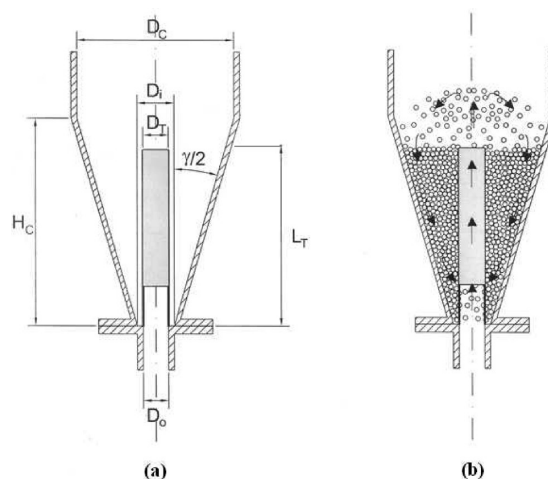 D_C
D_i
D_T
γ/2
H_C
L_T
D_o
(a)
(b)